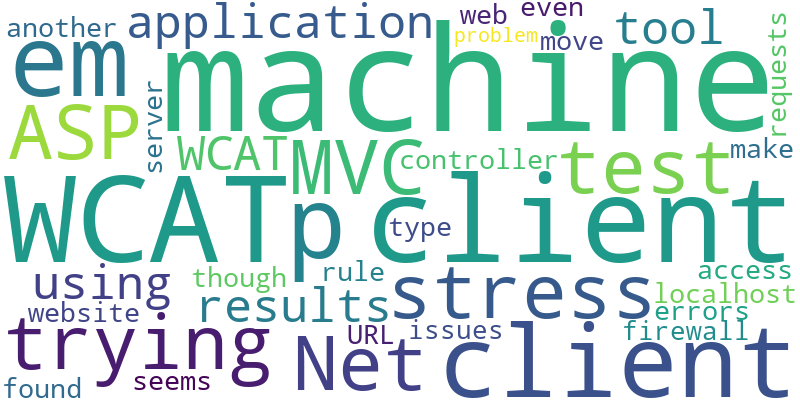 another
application
web
even
tool
em
machine
problem
move
requests
ASP
server
WCAT
MVC
controller
test
make
WCAT
p
client
type
using
though
rule
stress
access
website
results
localhost
errors
trying
URL
issues
firewall
found
seems
Net
client